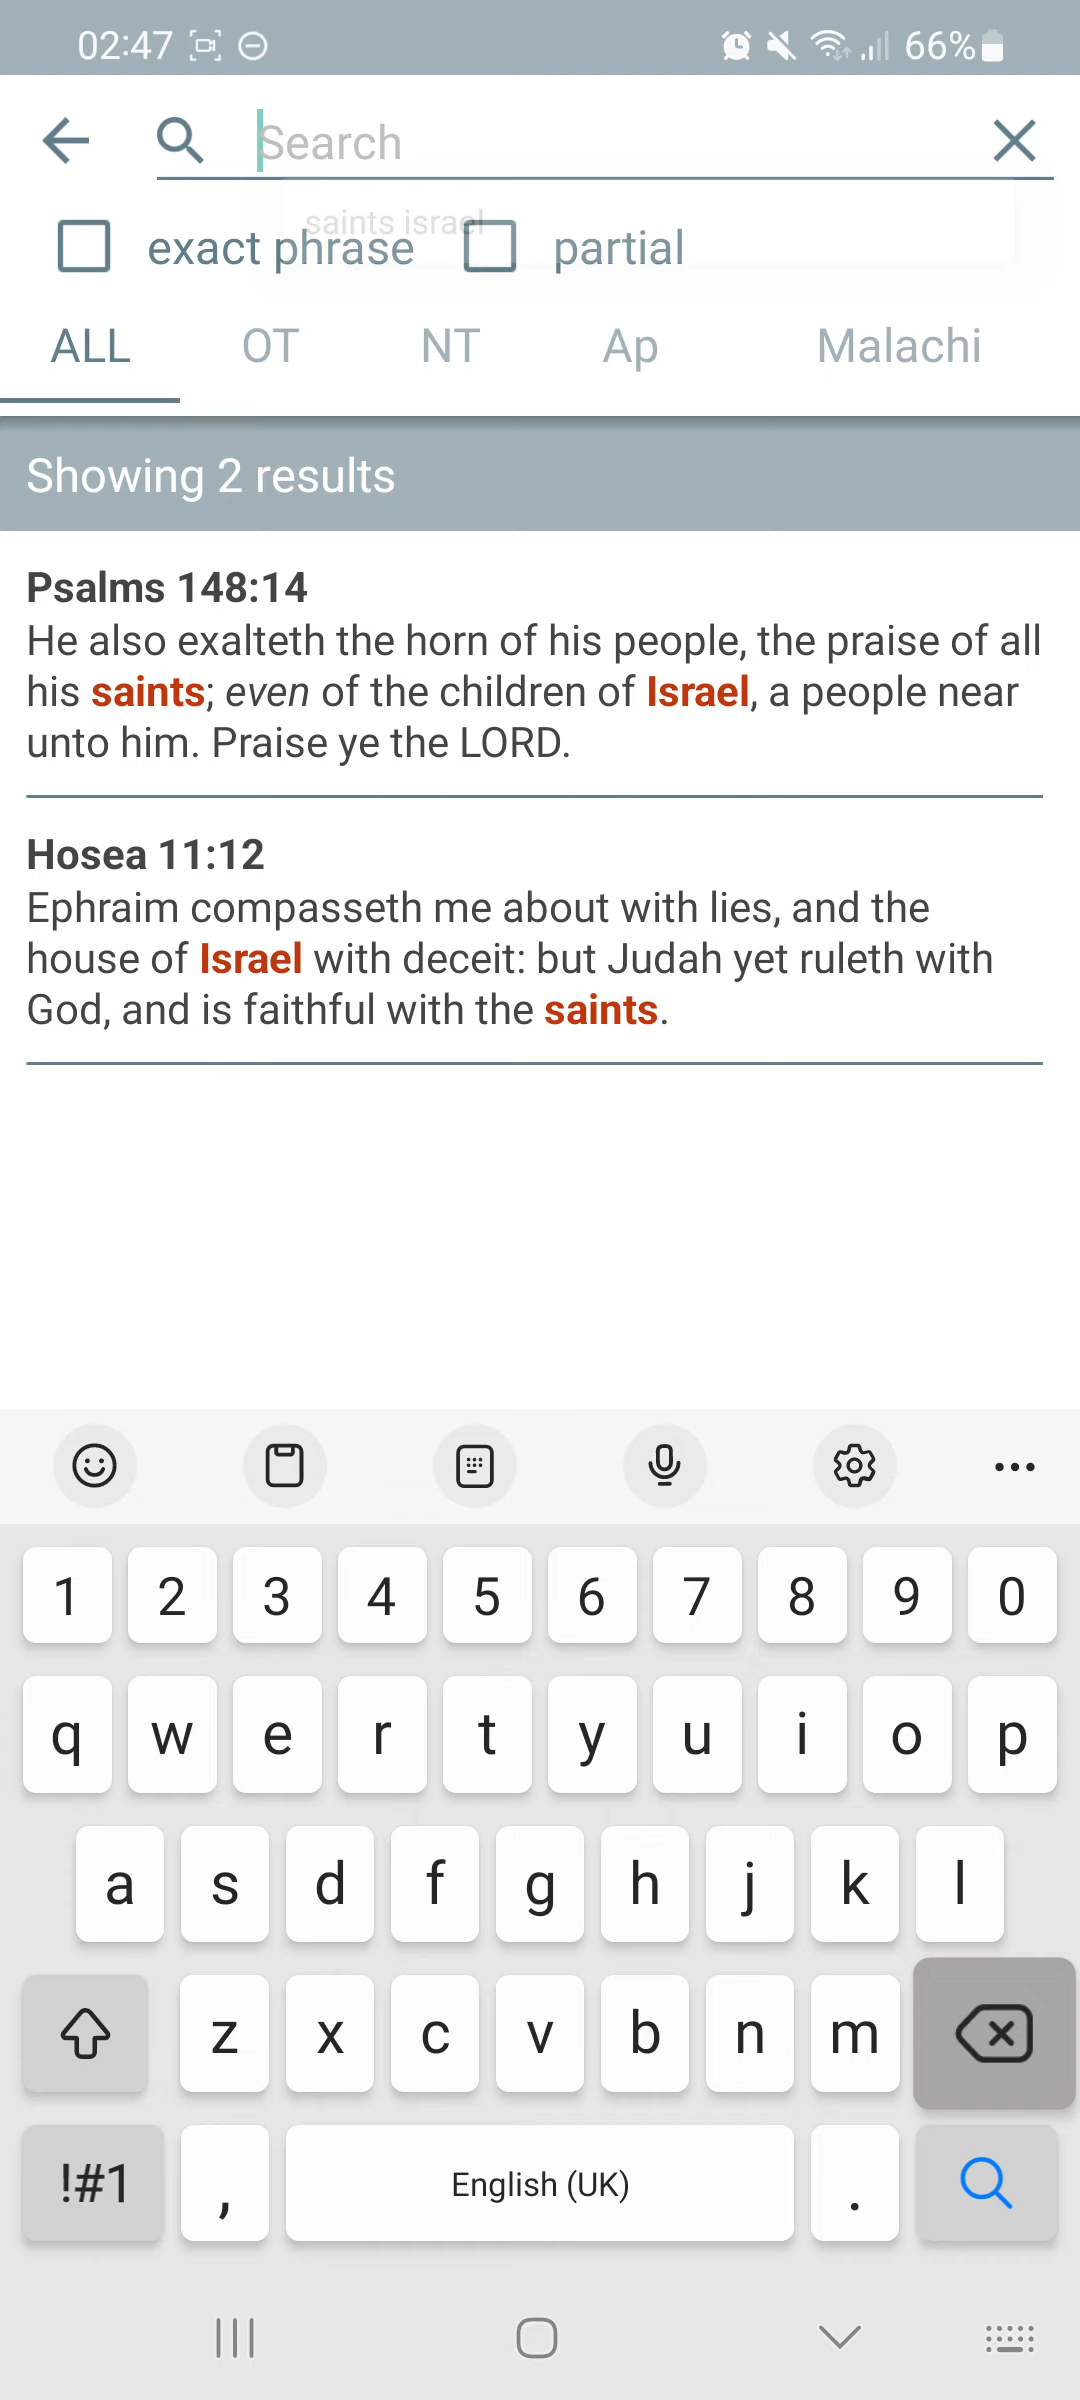 02:47 66%
Search
saints israel
exact phrase partial
ALL OT NT Ap Malachi
Showing 2 results
Psalms 148:14
He also exalteth the horn of his people, the praise of all
his saints; even of the children of Israel, a people near
unto him. Praise ye the LORD.
Hosea 11:12
Ephraim compasseth me about with lies, and the
house of Israel with deceit: but Judah yet ruleth with
God, and is faithful with the saints.
1 2 3 4 5 6 7 8 9 0
q w e r t y u i o p
a s d f g h j k l
z x c v b n m
!#1 , English (UK) .